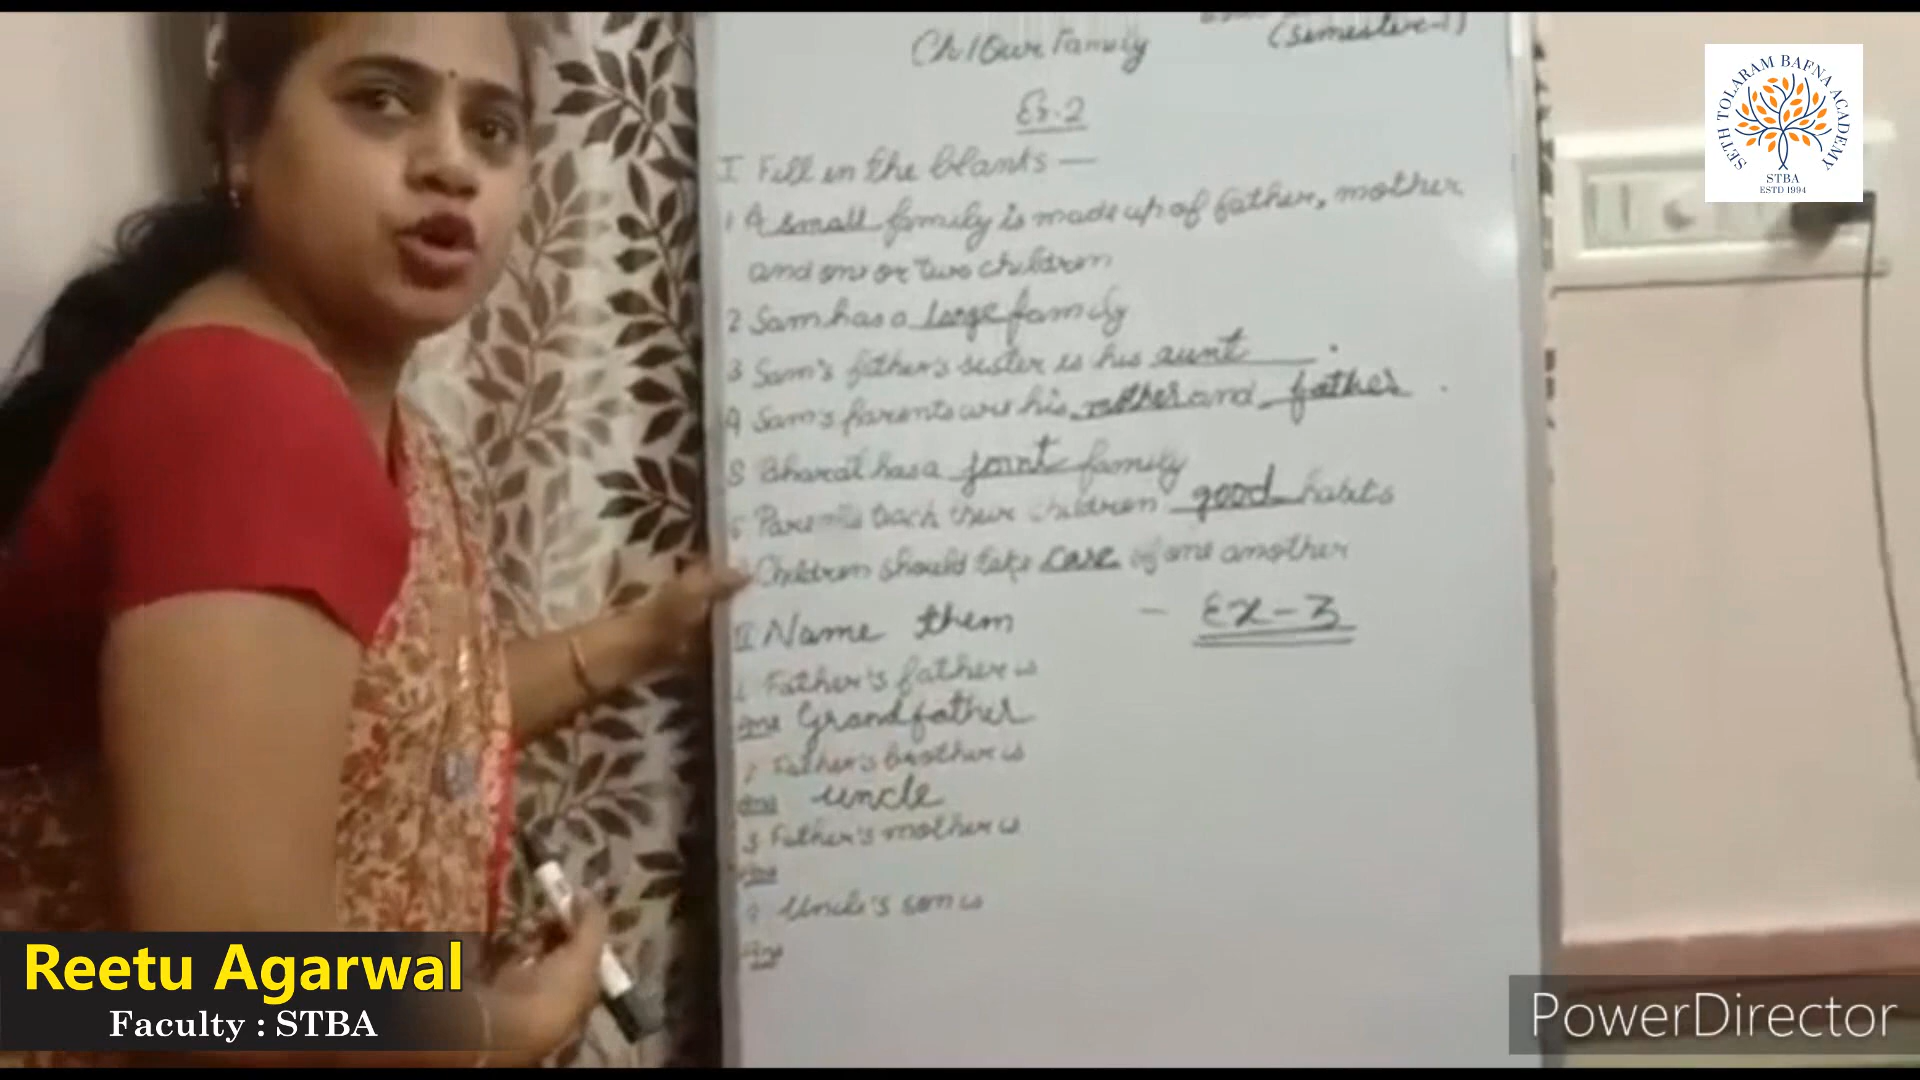 Ch 1 Our Family
(Semester-1)
Ex-2
I Fill in the blanks —
1 A small family is made up of father, mother
and one or two children
2 Sam has a large family
3 Sam's father's sister is his aunt .
4 Sam's parents are his mother and father .
5 Bharat has a joint family
6 Parents teach their children good habits
Children should take care of one another
II Name them — Ex-3
1 Father's father is
Ans Grandfather
2 Father's brother is
Ans uncle
3 Father's mother is
Ans
Uncle's son is
Ans
SETH TOLARAM BAFNA ACADEMY
STBA
ESTD 1994
Reetu Agarwal
Faculty : STBA
PowerDirector